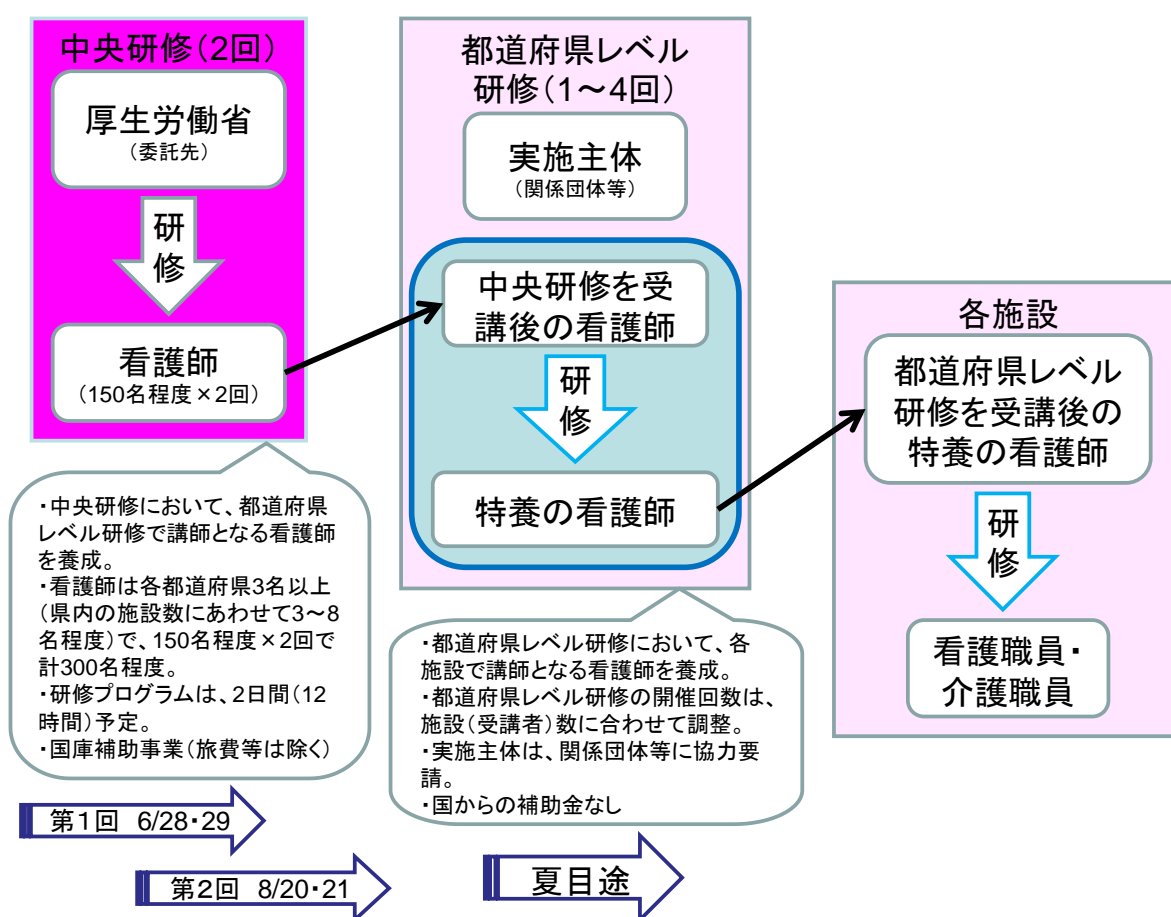 中央研修（2回）
厚生労働省
（委託先）
研
修
看護師
（150名程度×2回）
・中央研修において、都道府県
レベル研修で講師となる看護師
を養成。
・看護師は各都道府県3名以上
（県内の施設数にあわせて3～8
名程度）で、150名程度×2回で
計300名程度。
・研修プログラムは、2日間（12
時間）予定。
・国庫補助事業（旅費等は除く）
第１回 6/28・29
第２回 8/20・21
都道府県レベル
研修（1～4回）
実施主体
（関係団体等）
中央研修を受
講後の看護師
研
修
特養の看護師
・都道府県レベル研修において、各
施設で講師となる看護師を養成。
・都道府県レベル研修の開催回数は、
施設（受講者）数に合わせて調整。
・実施主体は、関係団体等に協力要
請。
・国からの補助金なし
夏目途
各施設
都道府県レベル
研修を受講後の
特養の看護師
研
修
看護職員・
介護職員